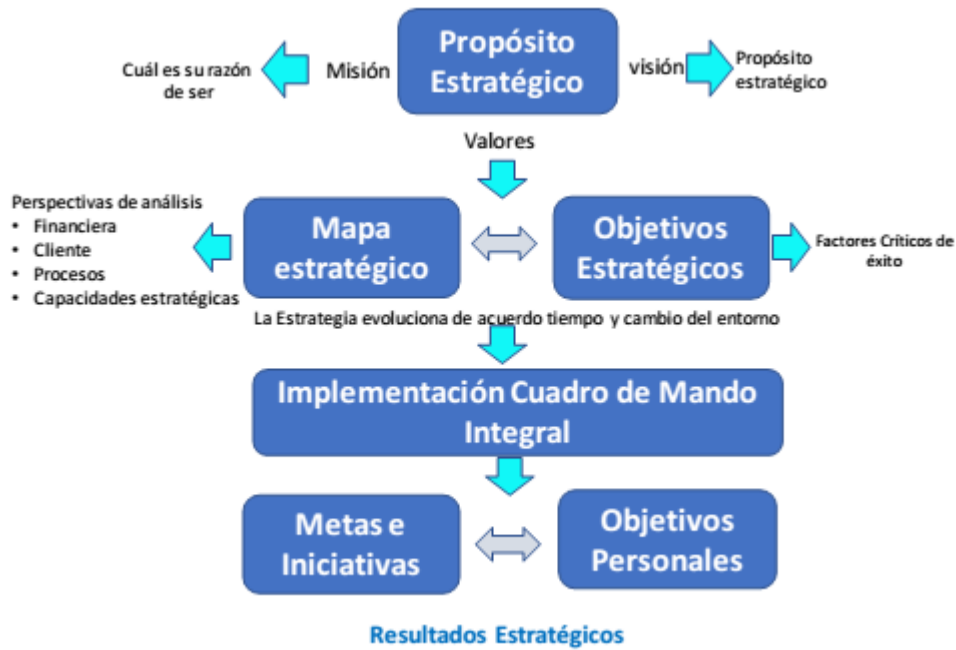 Propósito
Estratégico
Cuál es su razón
de ser
Misión
visión
Propósito
estratégico
Valores
Perspectivas de análisis
• Financiera
• Cliente
• Procesos
• Capacidades estratégicas
Mapa
estratégico
Objetivos
Estratégicos
Factores Críticos de
éxito
La Estrategia evoluciona de acuerdo tiempo y cambio del entorno
Implementación Cuadro de Mando
Integral
Metas e
Iniciativas
Objetivos
Personales
Resultados Estratégicos